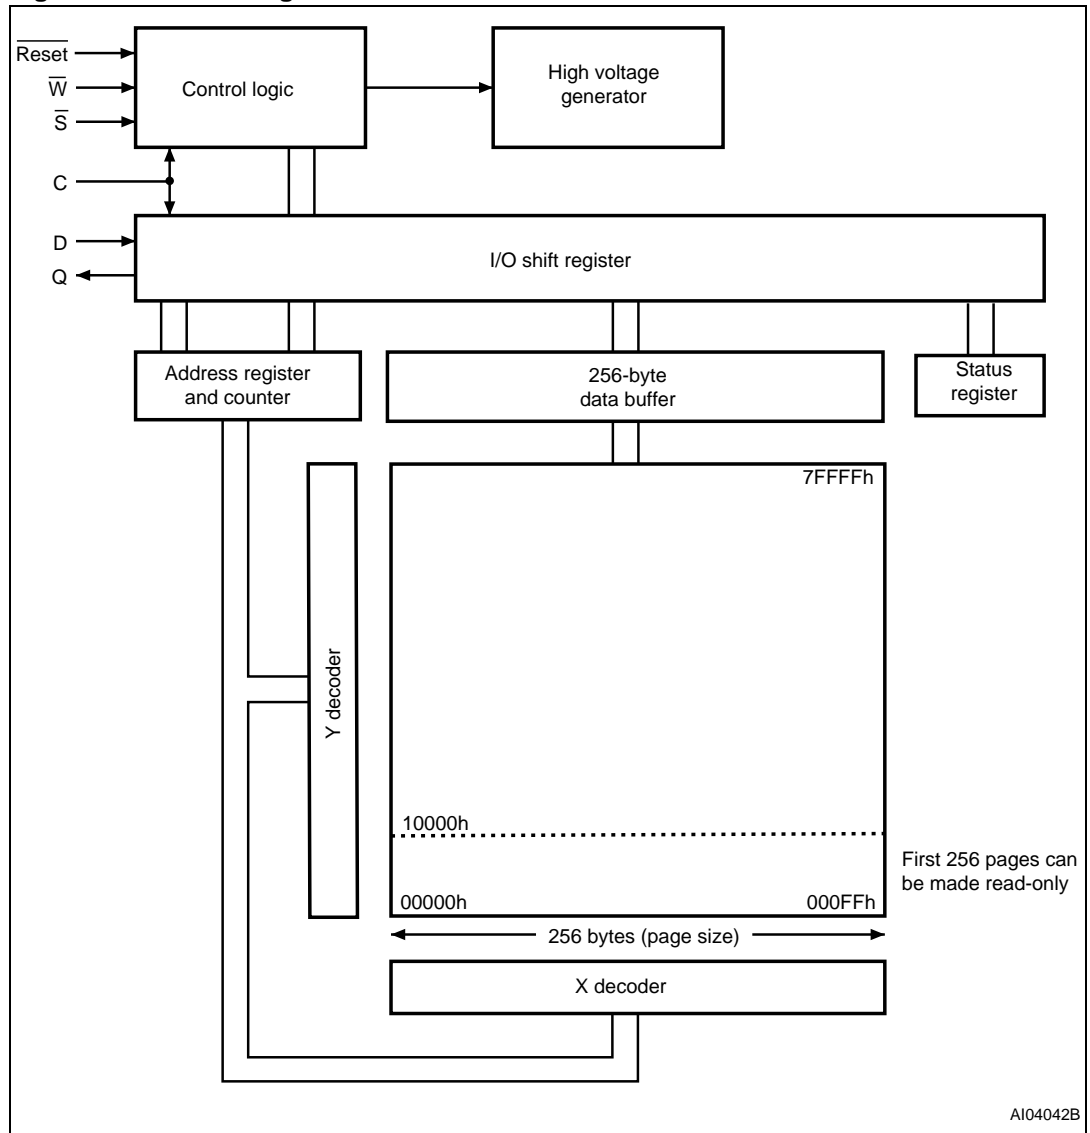 Reset
W
S
C
D
Q
Control logic
High voltage
generator
I/O shift register
Address register
and counter
256-byte
data buffer
Status
register
7FFFFh
Y decoder
10000h
First 256 pages can
be made read-only
00000h
000FFh
256 bytes (page size)
X decoder
AI04042B